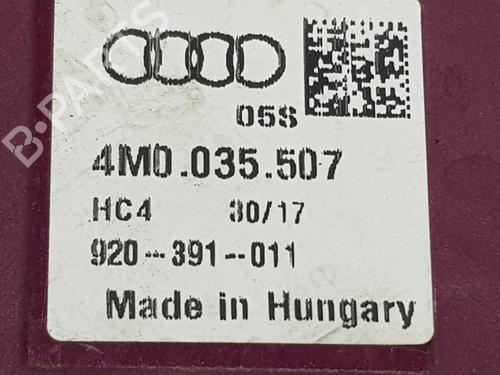 05S
4M0.035.507
HC4 30/17
920-391-011
Made in Hungary
B-PARTS